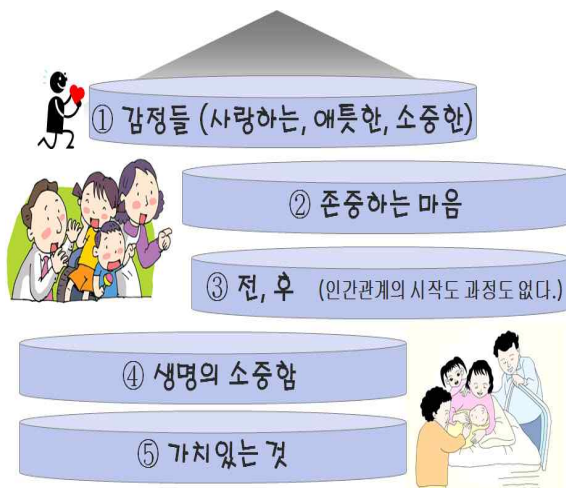 ① 감정들 (사랑하는, 애틋한, 소중한)
② 존중하는 마음
③ 전, 후 (인간관계의 시작도 과정도 없다.)
④ 생명의 소중함
⑤ 가치있는 것